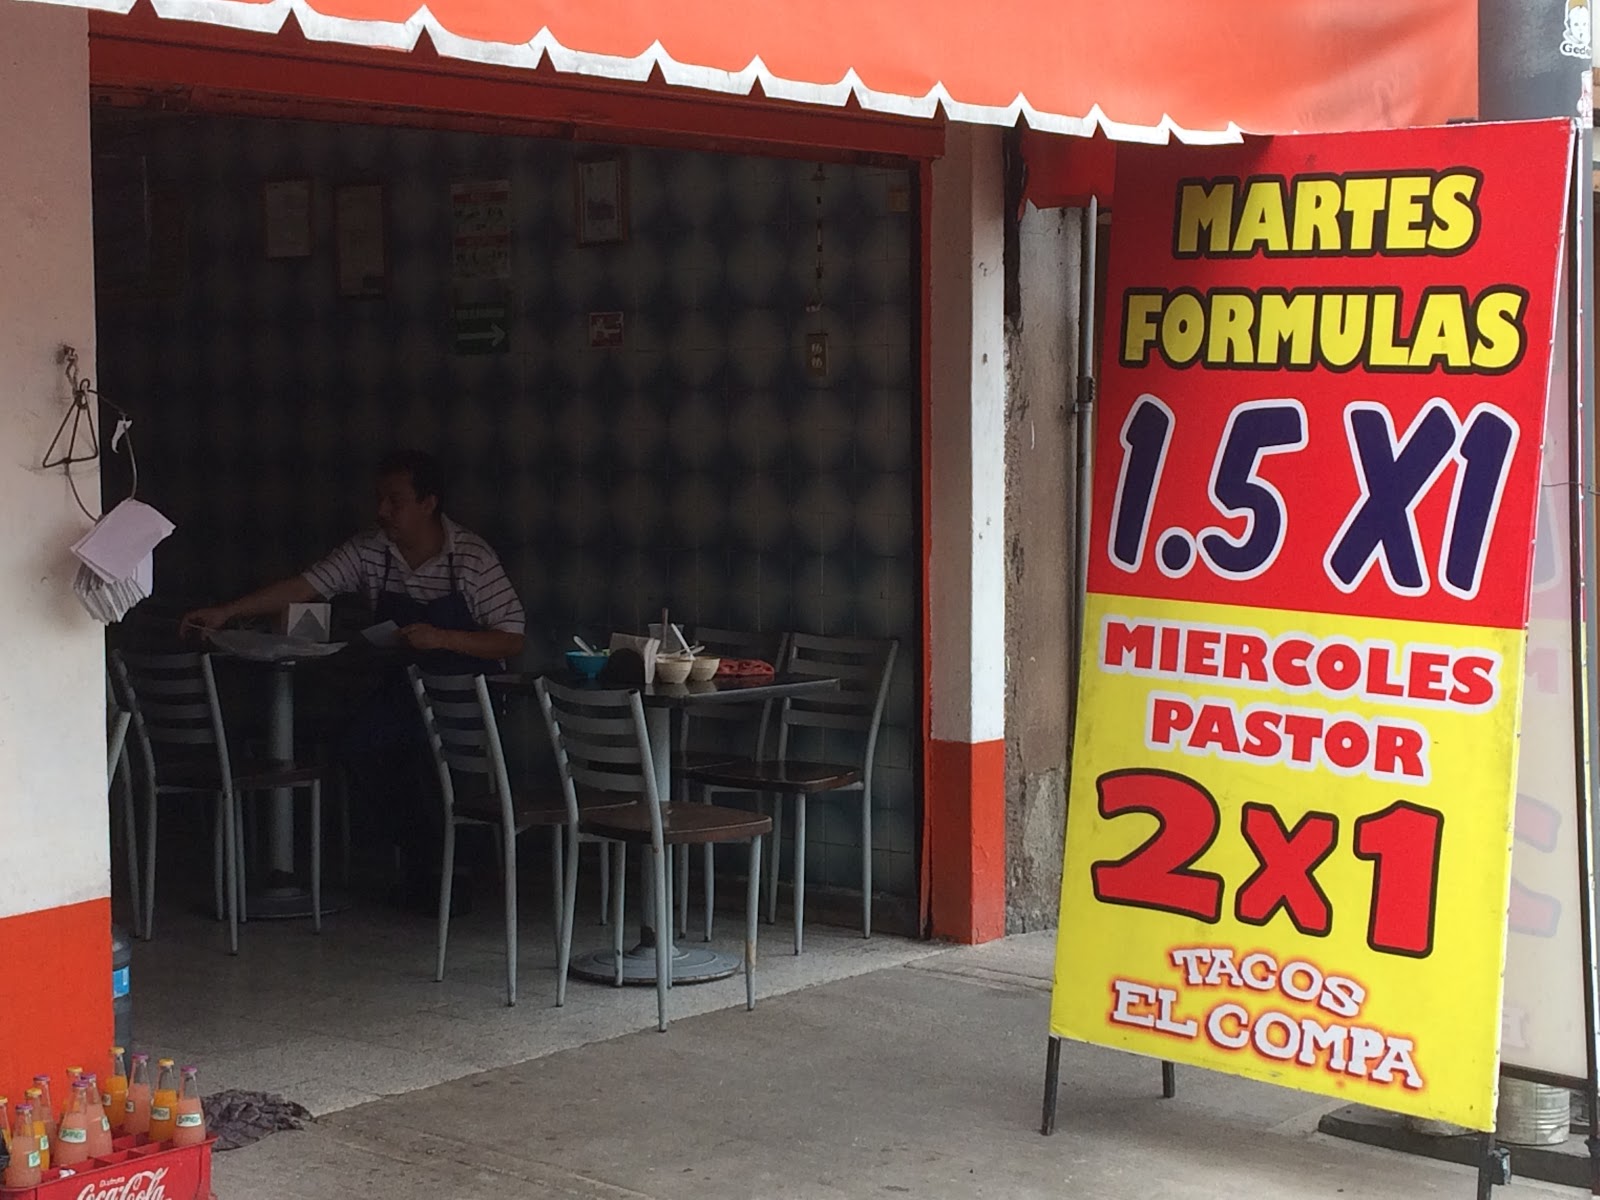 MARTES
FORMULAS
1.5 X1
MIERCOLES
PASTOR
2x1
TACOS
EL COMPA
Coca-Cola